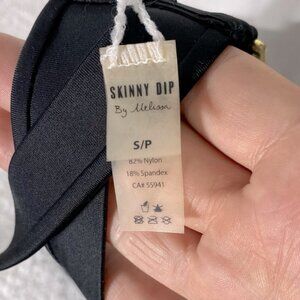 SKINNY DIP
By Melissa
S/P
82% Nylon
18% Spandex
CA# 55941